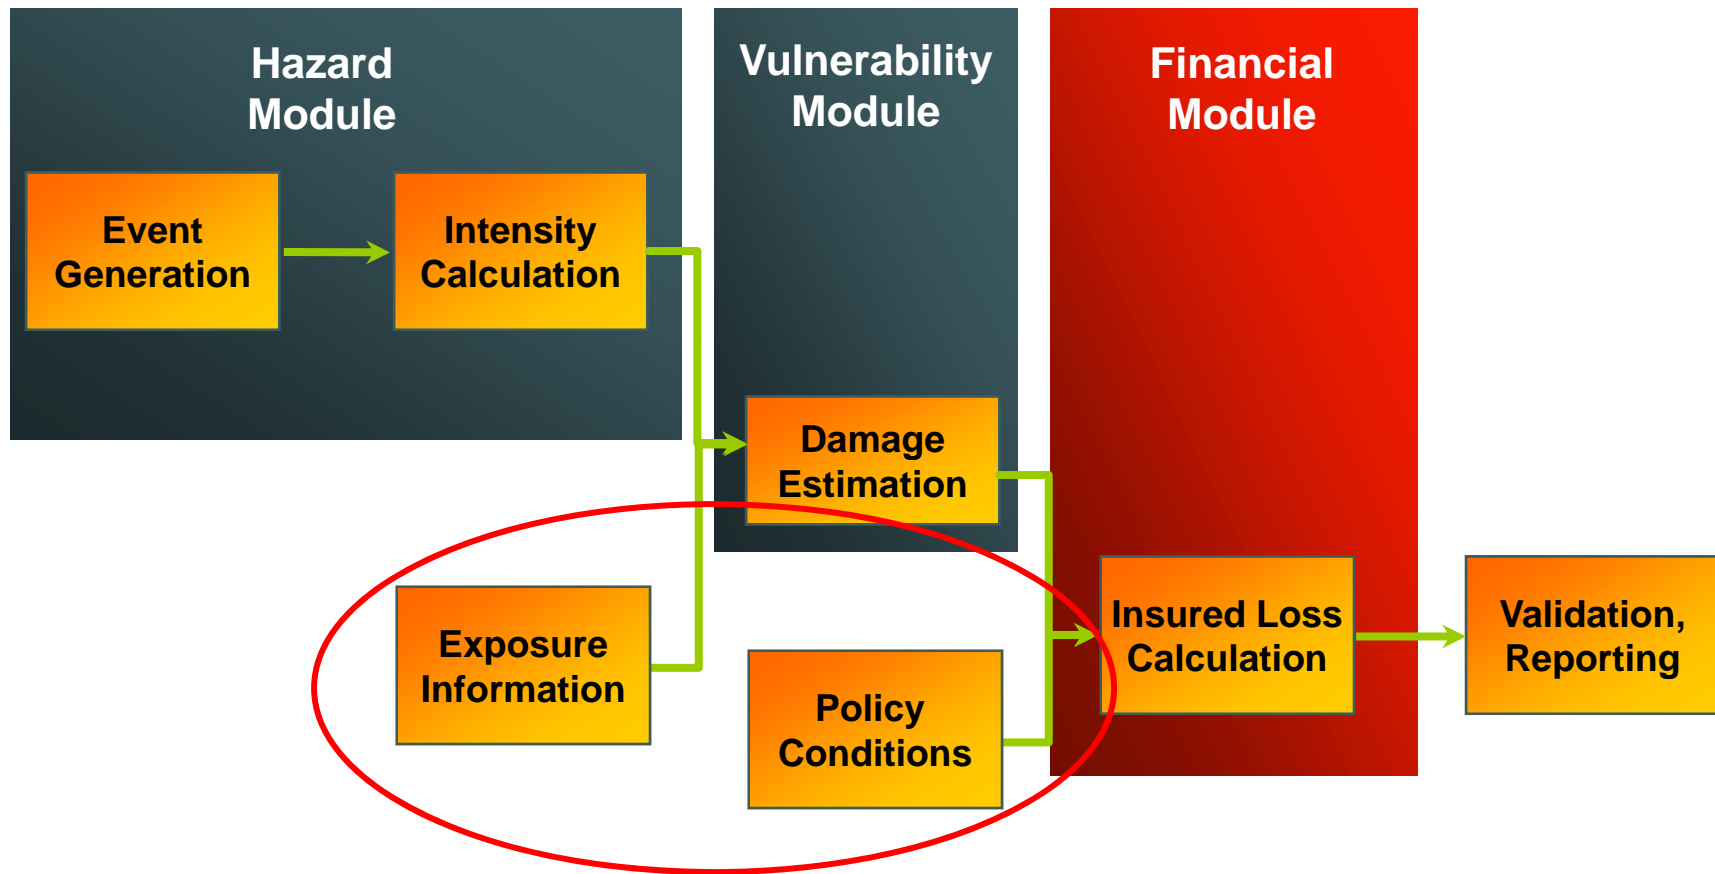 Hazard
Module
Vulnerability
Module
Financial
Module
Event
Generation
Intensity
Calculation
Damage
Estimation
Exposure
Information
Policy
Conditions
Insured Loss
Calculation
Validation,
Reporting